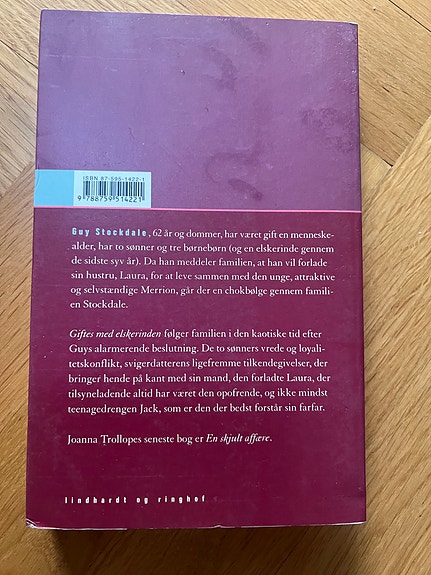 ISBN 87-595-1422-1
9 788759 514221
Guy Stockdale, 62 år og dommer, har været gift en menneske-
alder, har to sønner og tre børnebørn (og en elskerinde gennem
de sidste syv år). Da han meddeler familien, at han vil forlade
sin hustru, Laura, for at leve sammen med den unge, attraktive
og selvstændige Merrion, går der en chokbølge gennem famili-
en Stockdale.
Giftes med elskerinden følger familien i den kaotiske tid efter
Guys alarmerende beslutning. De to sønners vrede og loyali-
tetskonflikt, svigerdatterens ligefremme tilkendegivelser, der
bringer hende på kant med sin mand, den forladte Laura, der
tilsyneladende altid har været den opofrende, og ikke mindst
teenagedrengen Jack, som er den der bedst forstår sin farfar.
Joanna Trollopes seneste bog er En skjult affære.
lindhardt og ringhof